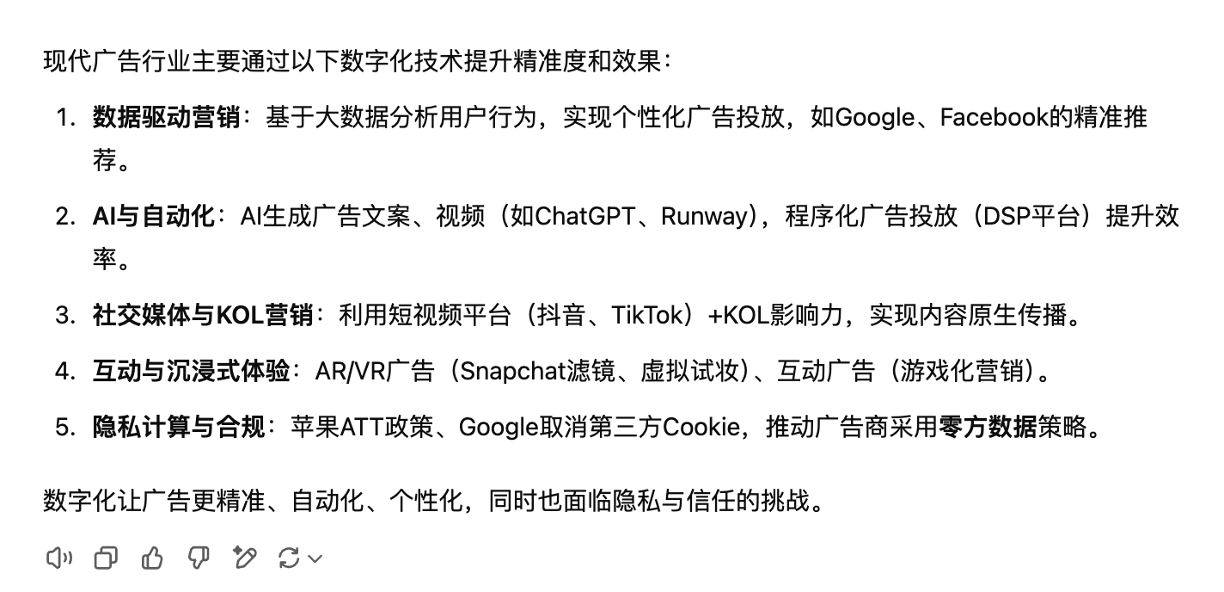 现代广告行业主要通过以下数字化技术提升精准度和效果：
1. 数据驱动营销：基于大数据分析用户行为，实现个性化广告投放，如Google、Facebook的精准推
荐。
2. AI与自动化：AI生成广告文案、视频（如ChatGPT、Runway），程序化广告投放（DSP平台）提升效
率。
3. 社交媒体与KOL营销：利用短视频平台（抖音、TikTok）+KOL影响力，实现内容原生传播。
4. 互动与沉浸式体验：AR/VR广告（Snapchat滤镜、虚拟试妆）、互动广告（游戏化营销）。
5. 隐私计算与合规：苹果ATT政策、Google取消第三方Cookie，推动广告商采用零方数据策略。
数字化让广告更精准、自动化、个性化，同时也面临隐私与信任的挑战。